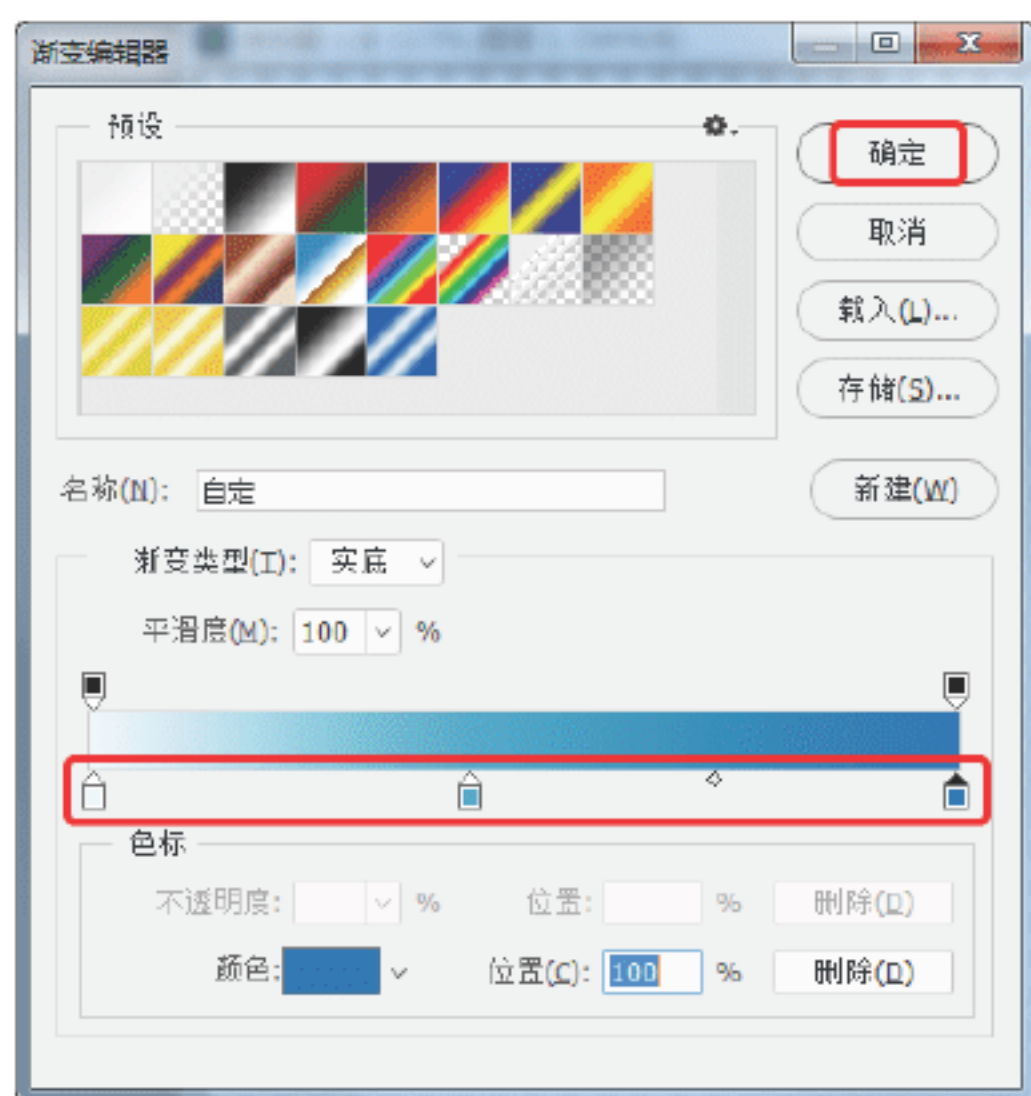 渐变编辑器
预设
确定
取消
载入(L)...
存储(S)...
名称(N): 自定
新建(W)
渐变类型(T): 实底
平滑度(M): 100 %
色标
不透明度: % 位置: % 删除(D)
颜色: 位置(C): 100 % 删除(D)